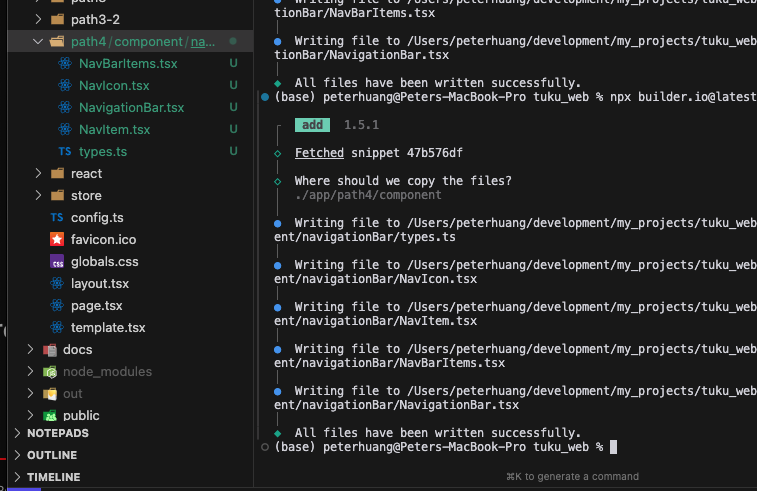 path3-2
path4/component/na...
NavBarItems.tsx U
NavIcon.tsx U
NavigationBar.tsx U
NavItem.tsx U
TS types.ts U
react
store
TS config.ts
favicon.ico
CSS globals.css
layout.tsx
page.tsx
template.tsx
docs
node_modules
out
public
NOTEPADS
OUTLINE
TIMELINE
Writing file to /Users/peterhuang/development/my_projects/tuku_web
tionBar/NavBarItems.tsx
Writing file to /Users/peterhuang/development/my_projects/tuku_web
tionBar/NavigationBar.tsx
All files have been written successfully.
(base) peterhuang@Peters-MacBook-Pro tuku_web % npx builder.io@latest
add 1.5.1
Fetched snippet 47b576df
Where should we copy the files?
./app/path4/component
Writing file to /Users/peterhuang/development/my_projects/tuku_web
ent/navigationBar/types.ts
Writing file to /Users/peterhuang/development/my_projects/tuku_web
ent/navigationBar/NavIcon.tsx
Writing file to /Users/peterhuang/development/my_projects/tuku_web
ent/navigationBar/NavItem.tsx
Writing file to /Users/peterhuang/development/my_projects/tuku_web
ent/navigationBar/NavBarItems.tsx
Writing file to /Users/peterhuang/development/my_projects/tuku_web
ent/navigationBar/NavigationBar.tsx
All files have been written successfully.
(base) peterhuang@Peters-MacBook-Pro tuku_web %
⌘K to generate a command